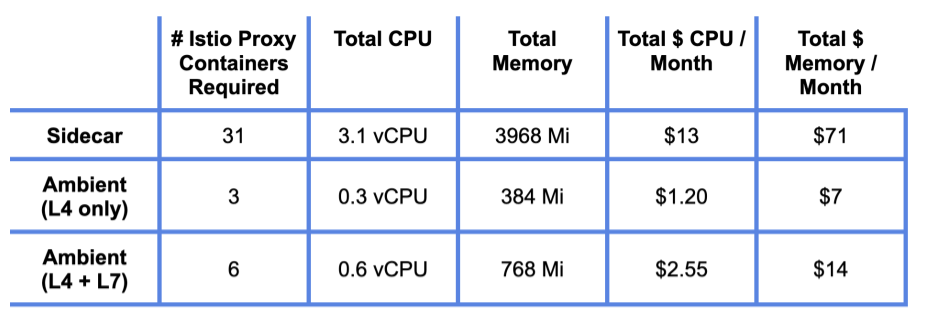 # Istio Proxy Containers Required | Total CPU | Total Memory | Total $ CPU / Month | Total $ Memory / Month
Sidecar | 31 | 3.1 vCPU | 3968 Mi | $13 | $71
Ambient (L4 only) | 3 | 0.3 vCPU | 384 Mi | $1.20 | $7
Ambient (L4 + L7) | 6 | 0.6 vCPU | 768 Mi | $2.55 | $14